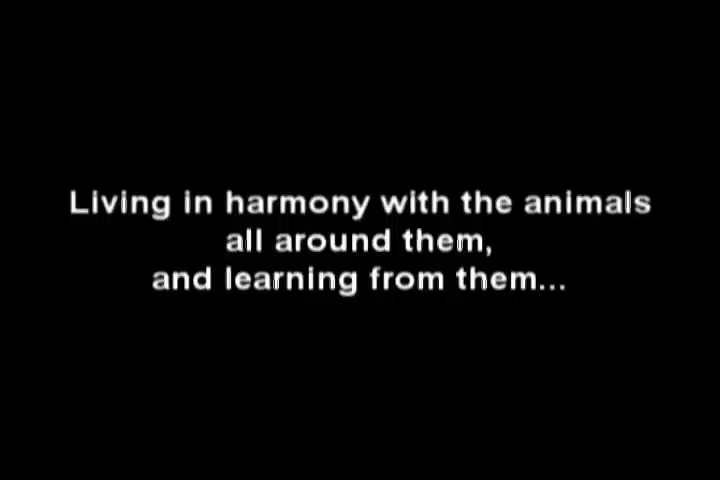 Living in harmony with the animals
all around them,
and learning from them...